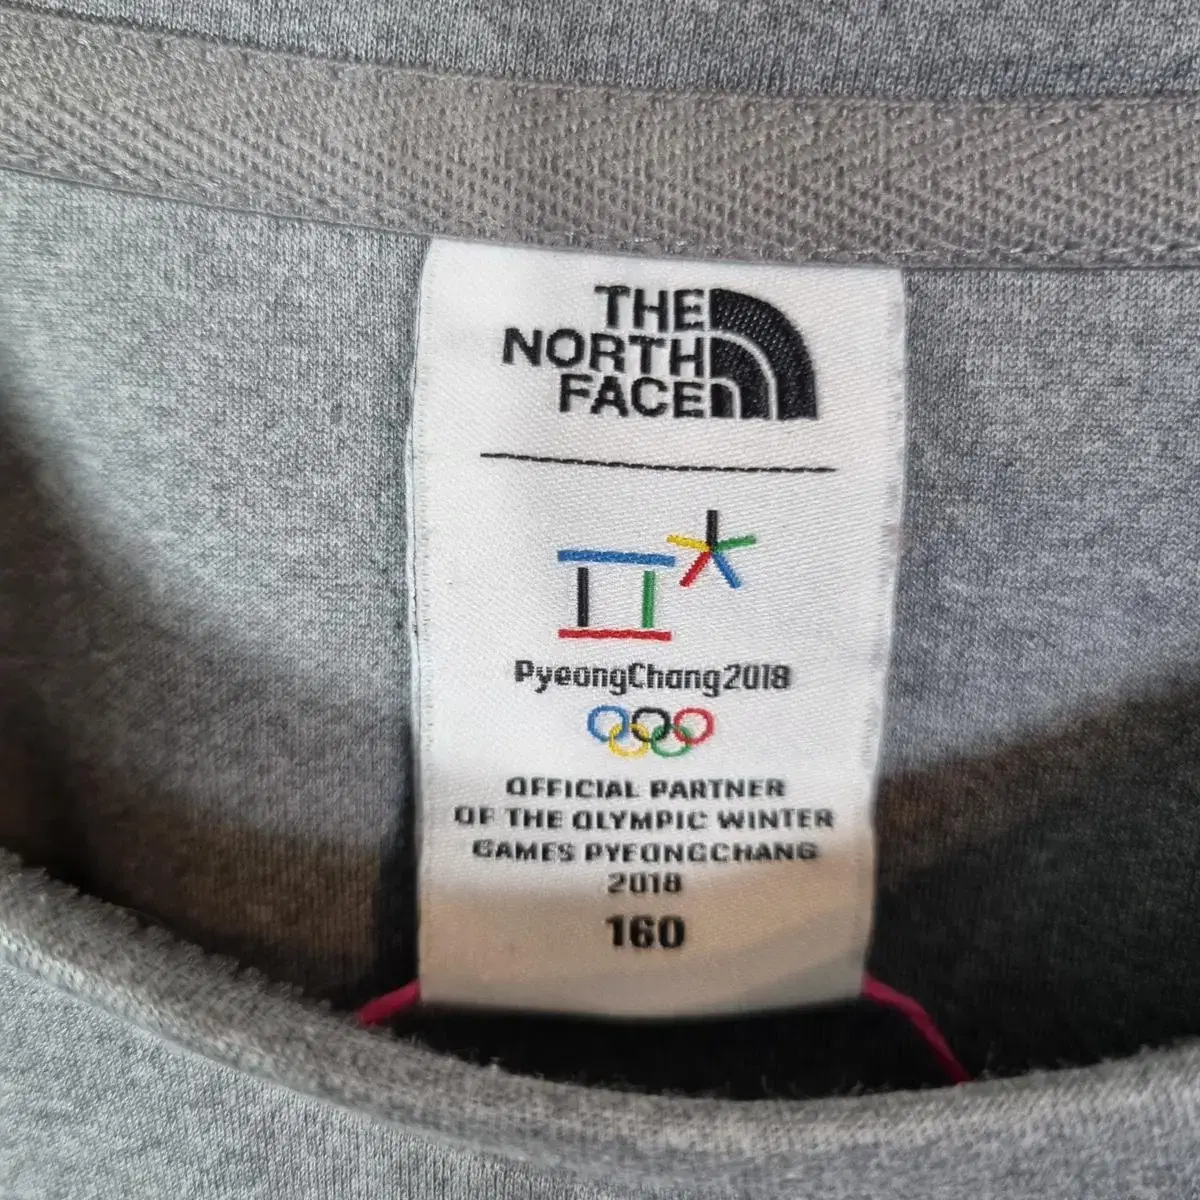 THE
NORTH
FACE
PyeongChang2018
OFFICIAL PARTNER
OF THE OLYMPIC WINTER
GAMES PYEONGCHANG
2018
160